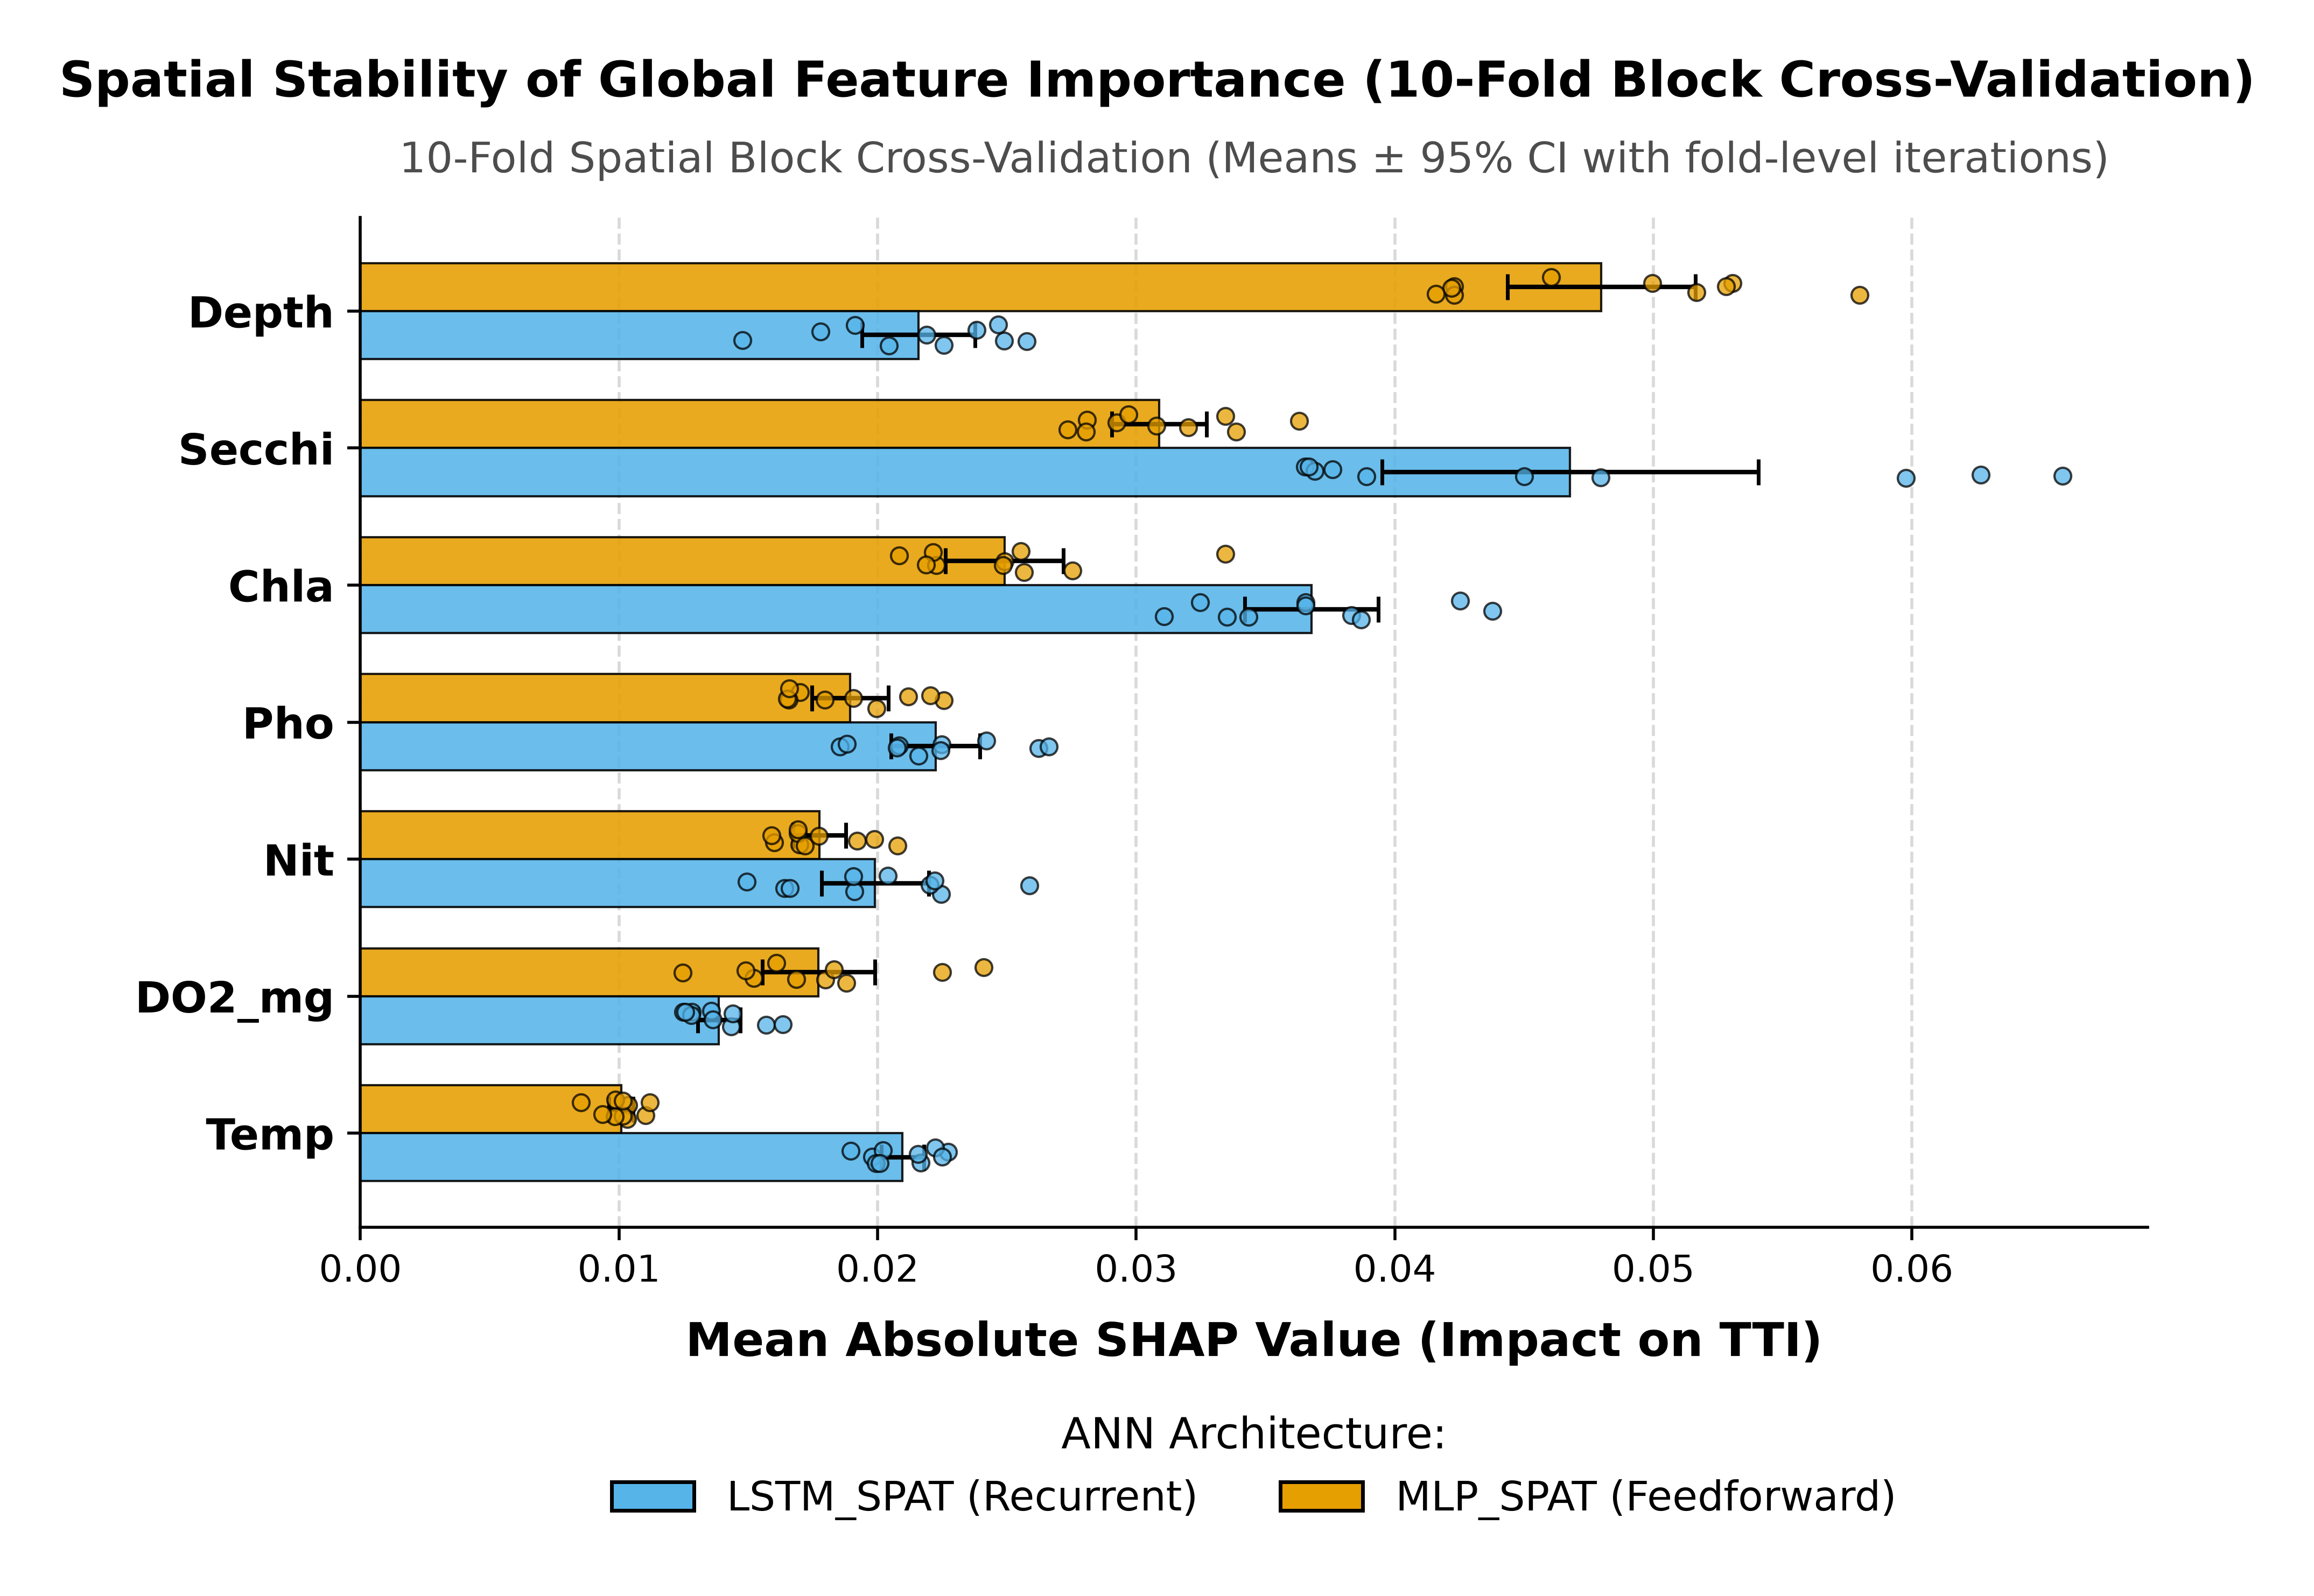 Spatial Stability of Global Feature Importance (10-Fold Block Cross-Validation)
10-Fold Spatial Block Cross-Validation (Means ± 95% CI with fold-level iterations)
Depth
Secchi
Chla
Pho
Nit
DO2_mg
Temp
0.00 0.01 0.02 0.03 0.04 0.05 0.06
Mean Absolute SHAP Value (Impact on TTI)
ANN Architecture:
LSTM_SPAT (Recurrent) MLP_SPAT (Feedforward)